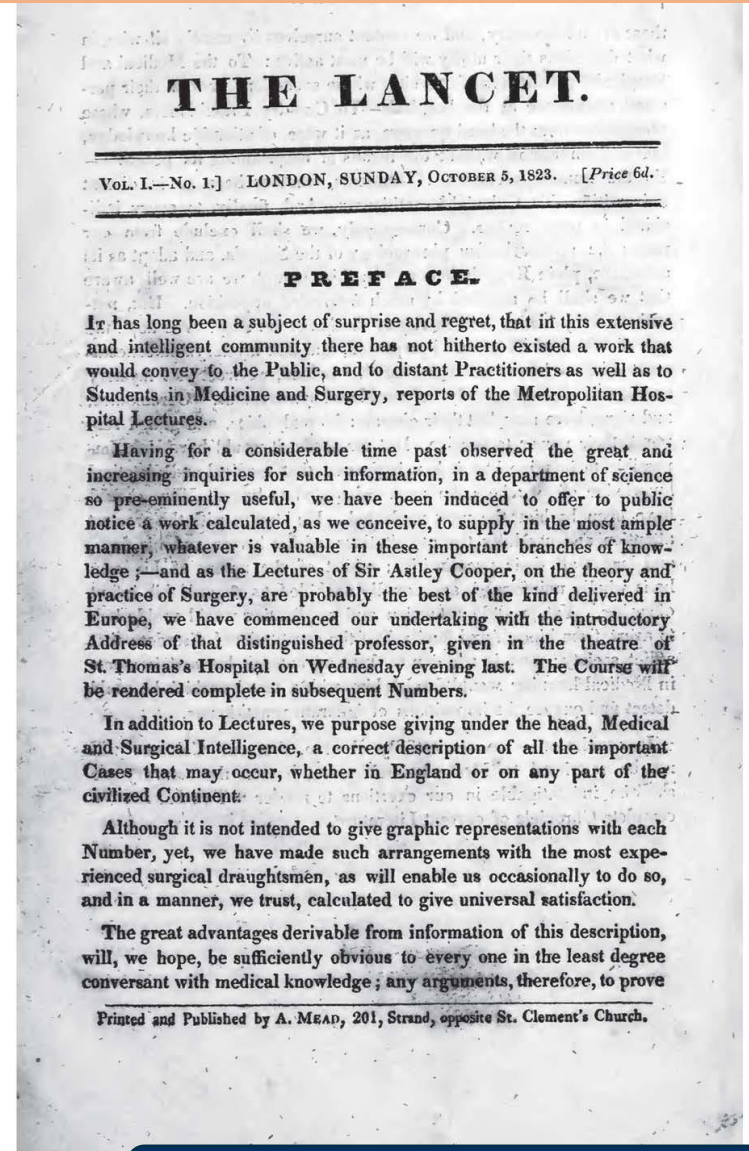 THE LANCET.
VOL. I.—No. 1.] LONDON, SUNDAY, OCTOBER 5, 1823. [Price 6d.
PREFACE.
IT has long been a subject of surprise and regret, that in this extensive
and intelligent community there has not hitherto existed a work that
would convey to the Public, and to distant Practitioners as well as to
Students in Medicine and Surgery, reports of the Metropolitan Hos-
pital Lectures.
Having for a considerable time past observed the great and
increasing inquiries for such information, in a department of science
so pre-eminently useful, we have been induced to offer to public
notice a work calculated, as we conceive, to supply in the most ample
manner, whatever is valuable in these important branches of know-
ledge ;—and as the Lectures of Sir Astley Cooper, on the theory and
practice of Surgery, are probably the best of the kind delivered in
Europe, we have commenced our undertaking with the introductory
Address of that distinguished professor, given in the theatre of
St. Thomas's Hospital on Wednesday evening last. The Course will
be rendered complete in subsequent Numbers.
In addition to Lectures, we purpose giving under the head, Medical
and Surgical Intelligence, a correct description of all the important
Cases that may occur, whether in England or on any part of the
civilized Continent.
Although it is not intended to give graphic representations with each
Number, yet, we have made such arrangements with the most expe-
rienced surgical draughtsmen, as will enable us occasionally to do so,
and in a manner, we trust, calculated to give universal satisfaction.
The great advantages derivable from information of this description,
will, we hope, be sufficiently obvious to every one in the least degree
conversant with medical knowledge ; any arguments, therefore, to prove
Printed and Published by A. MEAD, 201, Strand, opposite St. Clement's Church.